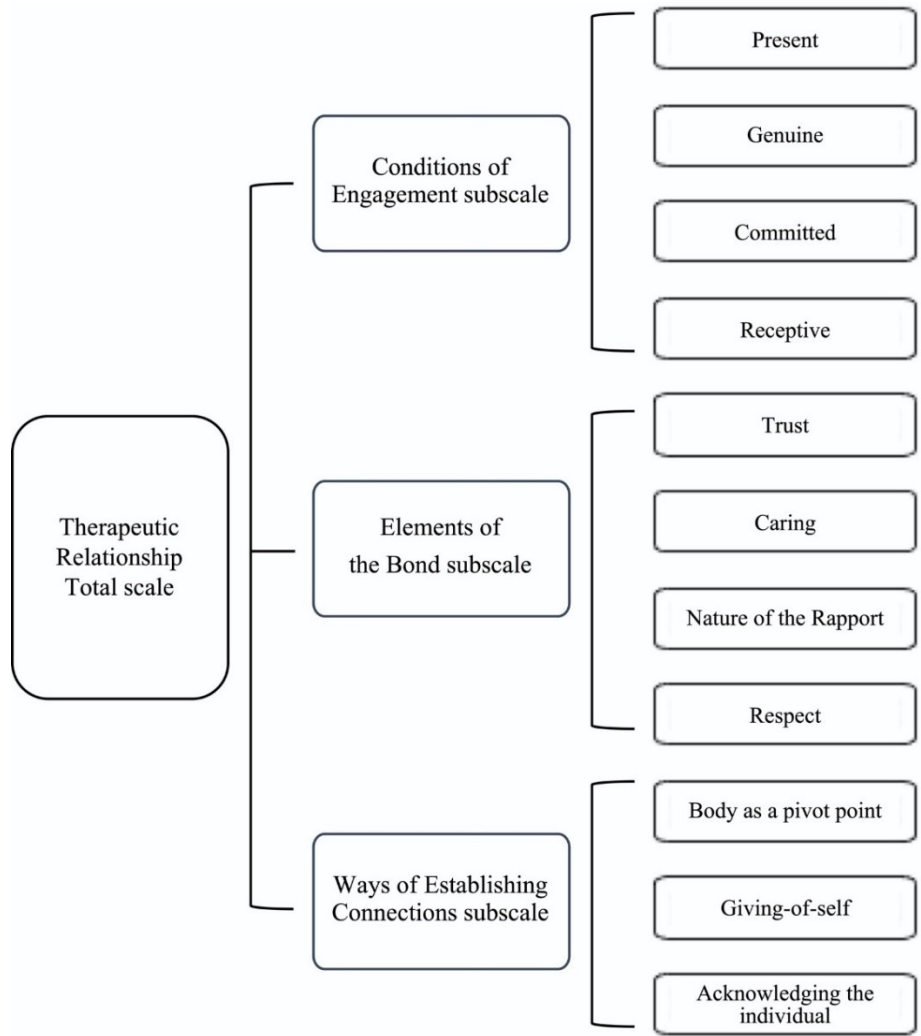 Therapeutic
Relationship
Total scale
Conditions of
Engagement subscale
Present
Genuine
Committed
Receptive
Elements of
the Bond subscale
Trust
Caring
Nature of the Rapport
Respect
Ways of Establishing
Connections subscale
Body as a pivot point
Giving-of-self
Acknowledging the
individual